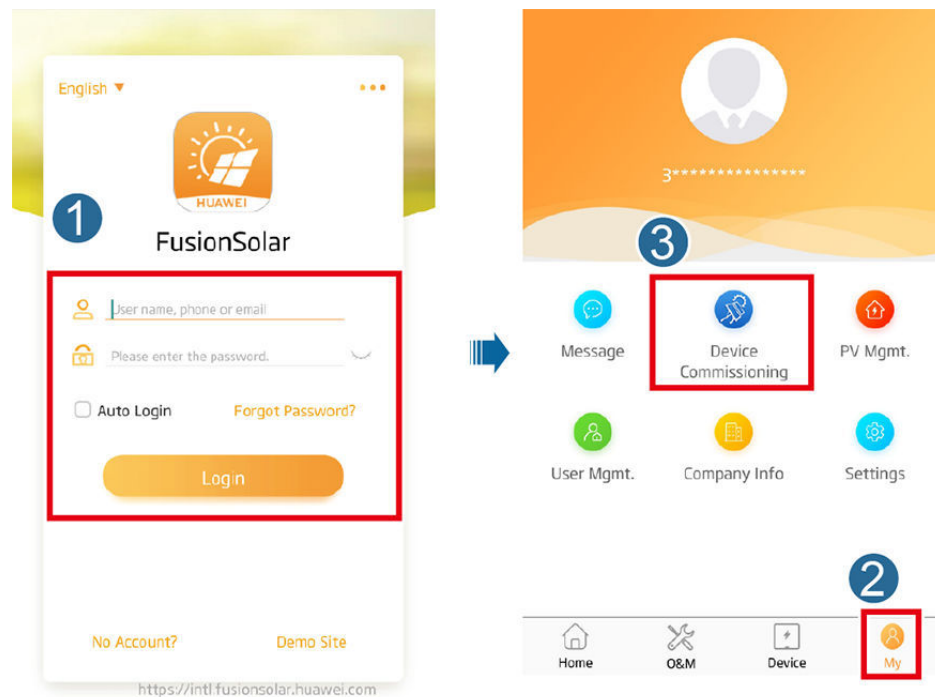 English
HUAWEI
1
FusionSolar
User name, phone or email
Please enter the password.
Auto Login Forgot Password?
Login
No Account? Demo Site
https://intl.fusionsolar.huawei.com
3***************
3
Message Device Commissioning PV Mgmt.
User Mgmt. Company Info Settings
2
Home O&M Device My